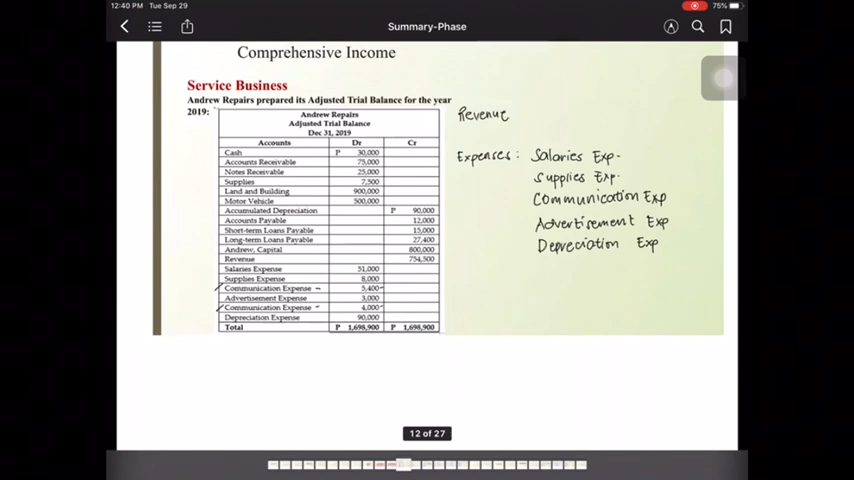 12:40 PM Tue Sep 29
75%
Summary-Phase
Comprehensive Income
Service Business
Andrew Repairs prepared its Adjusted Trial Balance for the year
2019:
Andrew Repairs
Adjusted Trial Balance
Dec 31, 2019
Accounts Dr Cr
Cash P 30,000
Accounts Receivable 75,000
Notes Receivable 25,000
Supplies 7,500
Land and Building 900,000
Motor Vehicle 500,000
Accumulated Depreciation P 90,000
Accounts Payable 12,000
Short-term Loans Payable 15,000
Long-term Loans Payable 27,400
Andrew, Capital 800,000
Revenue 754,500
Salaries Expense 51,000
Supplies Expense 8,000
Communication Expense 5,400
Advertisement Expense 3,000
Communication Expense 4,000
Depreciation Expense 90,000
Total P 1,698,900 P 1,698,900
Revenue
Expenses: Salaries Exp.
Supplies Exp.
Communication Exp
Advertisement Exp
Depreciation Exp
12 of 27